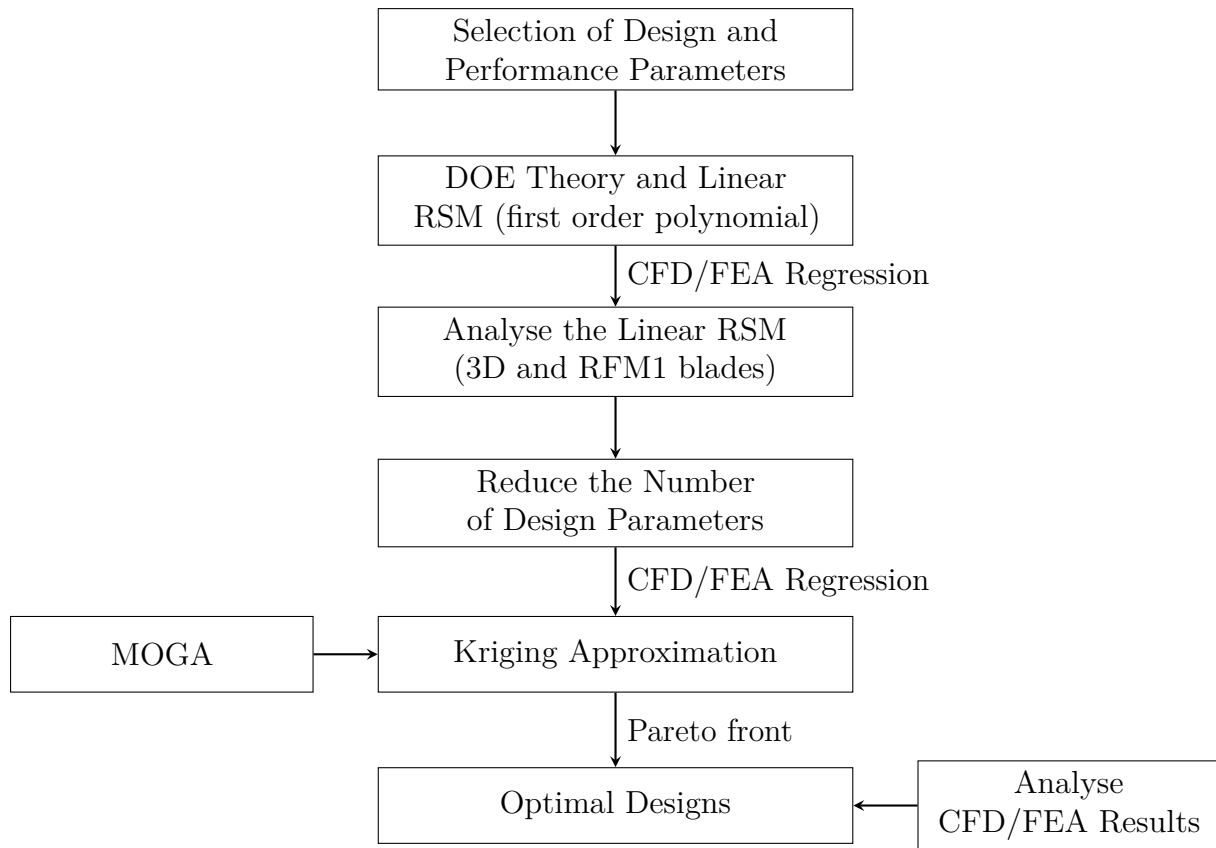 Selection of Design and
Performance Parameters
DOE Theory and Linear
RSM (first order polynomial)
CFD/FEA Regression
Analyse the Linear RSM
(3D and RFM1 blades)
Reduce the Number
of Design Parameters
CFD/FEA Regression
MOGA
Kriging Approximation
Pareto front
Optimal Designs
Analyse
CFD/FEA Results